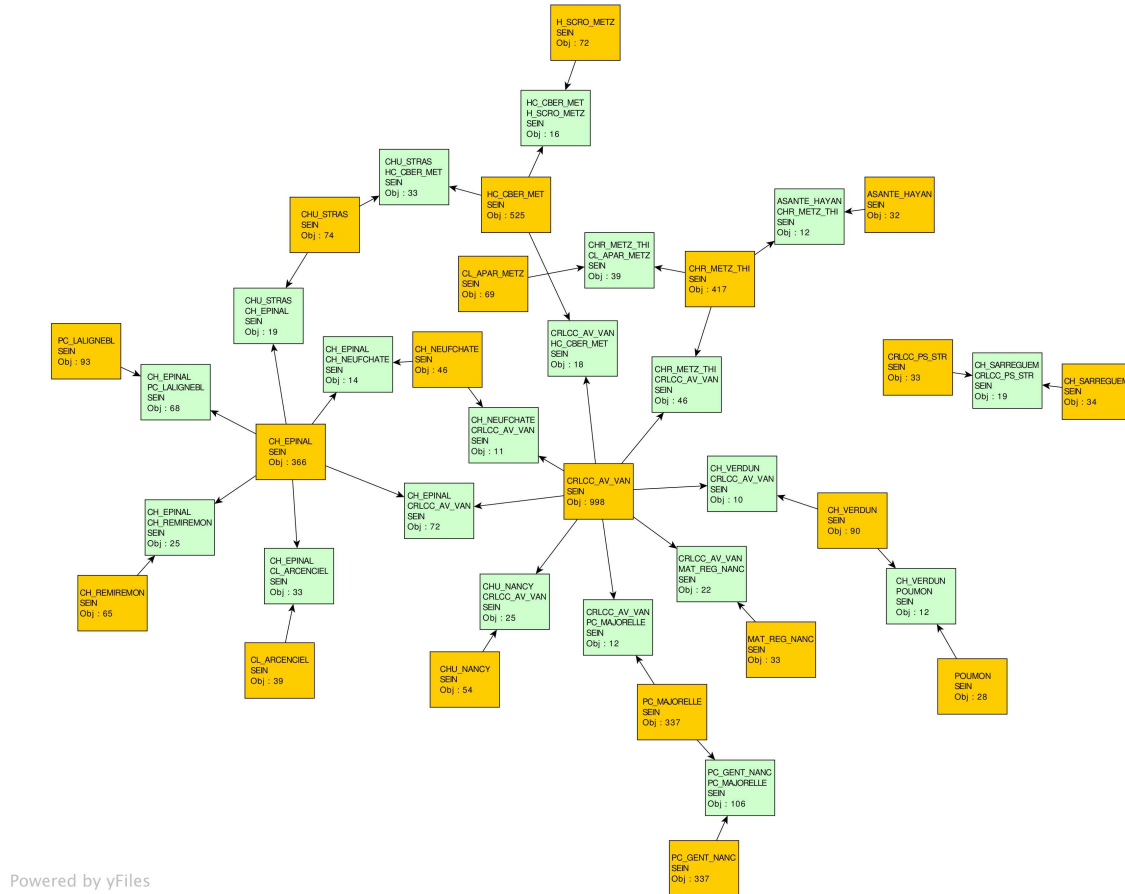 H_SCRO_METZ
SEIN
Obj : 72
HC_CBER_MET
H_SCRO_METZ
SEIN
Obj : 16
CHU_STRAS
HC_CBER_MET
SEIN
Obj : 33
HC_CBER_MET
SEIN
Obj : 525
CHU_STRAS
SEIN
Obj : 74
ASANTE_HAYAN
CHR_METZ_THI
SEIN
Obj : 12
ASANTE_HAYAN
SEIN
Obj : 32
CHR_METZ_THI
CL_APAR_METZ
SEIN
Obj : 39
CL_APAR_METZ
SEIN
Obj : 69
CHR_METZ_THI
SEIN
Obj : 417
CHU_STRAS
CH_EPINAL
SEIN
Obj : 19
PC_LALIGNEBL
SEIN
Obj : 93
CH_EPINAL
CH_NEUFCHATE
SEIN
Obj : 14
CH_NEUFCHATE
SEIN
Obj : 46
CRLCC_AV_VAN
HC_CBER_MET
SEIN
Obj : 18
CHR_METZ_THI
CRLCC_AV_VAN
SEIN
Obj : 46
CRLCC_PS_STR
SEIN
Obj : 33
CH_SARREGUEM
CRLCC_PS_STR
SEIN
Obj : 19
CH_SARREGUEM
SEIN
Obj : 34
CH_EPINAL
PC_LALIGNEBL
SEIN
Obj : 68
CH_NEUFCHATE
CRLCC_AV_VAN
SEIN
Obj : 11
CH_EPINAL
SEIN
Obj : 366
CH_EPINAL
CRLCC_AV_VAN
SEIN
Obj : 72
CRLCC_AV_VAN
SEIN
Obj : 998
CH_VERDUN
CRLCC_AV_VAN
SEIN
Obj : 10
CH_VERDUN
SEIN
Obj : 90
CH_EPINAL
CH_REMIREMON
SEIN
Obj : 25
CH_EPINAL
CL_ARCENCIEL
SEIN
Obj : 33
CH_REMIREMON
SEIN
Obj : 65
CHU_NANCY
CRLCC_AV_VAN
SEIN
Obj : 25
CRLCC_AV_VAN
PC_MAJORELLE
SEIN
Obj : 12
CRLCC_AV_VAN
MAT_REG_NANC
SEIN
Obj : 22
CH_VERDUN
POUMON
SEIN
Obj : 12
CL_ARCENCIEL
SEIN
Obj : 39
CHU_NANCY
SEIN
Obj : 54
MAT_REG_NANC
SEIN
Obj : 33
POUMON
SEIN
Obj : 28
PC_MAJORELLE
SEIN
Obj : 337
PC_GENT_NANC
PC_MAJORELLE
SEIN
Obj : 106
PC_GENT_NANC
SEIN
Obj : 337
Powered by yFiles